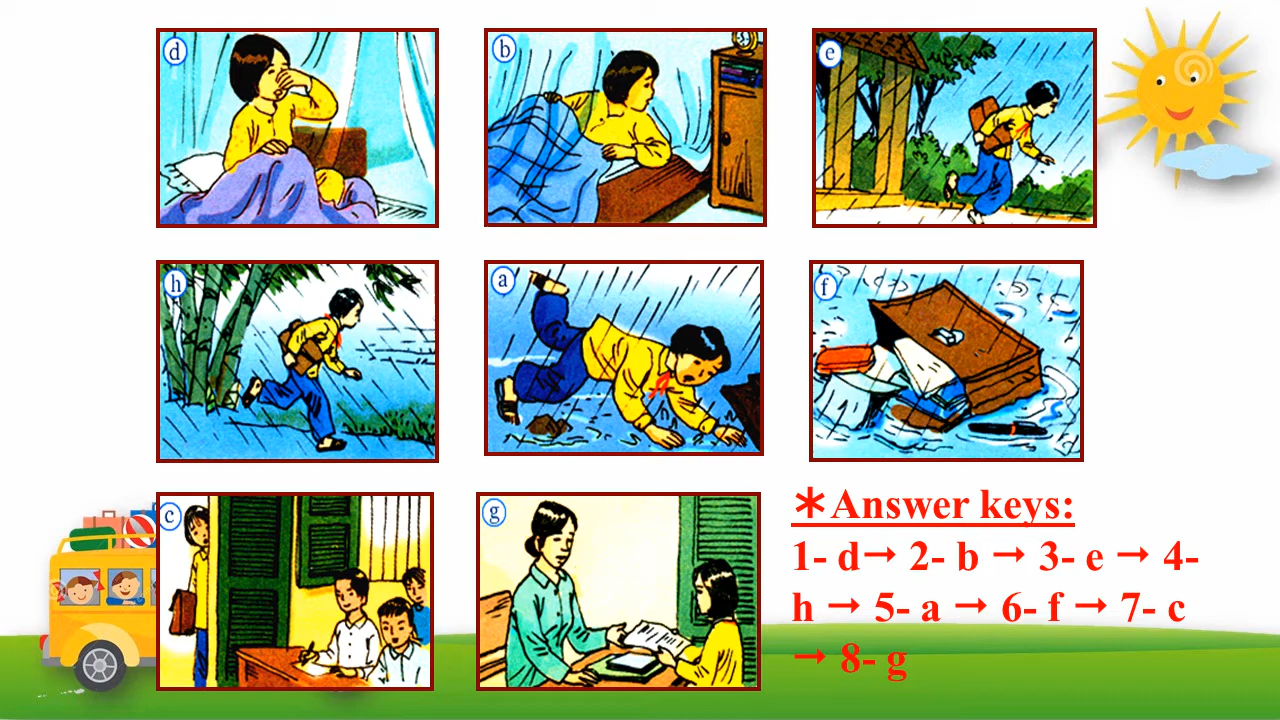 d
b
e
h
a
f
c
g
*Answer keys:
1- d→ 2- b → 3- e → 4-
h → 5- a → 6- f → 7- c
→ 8- g